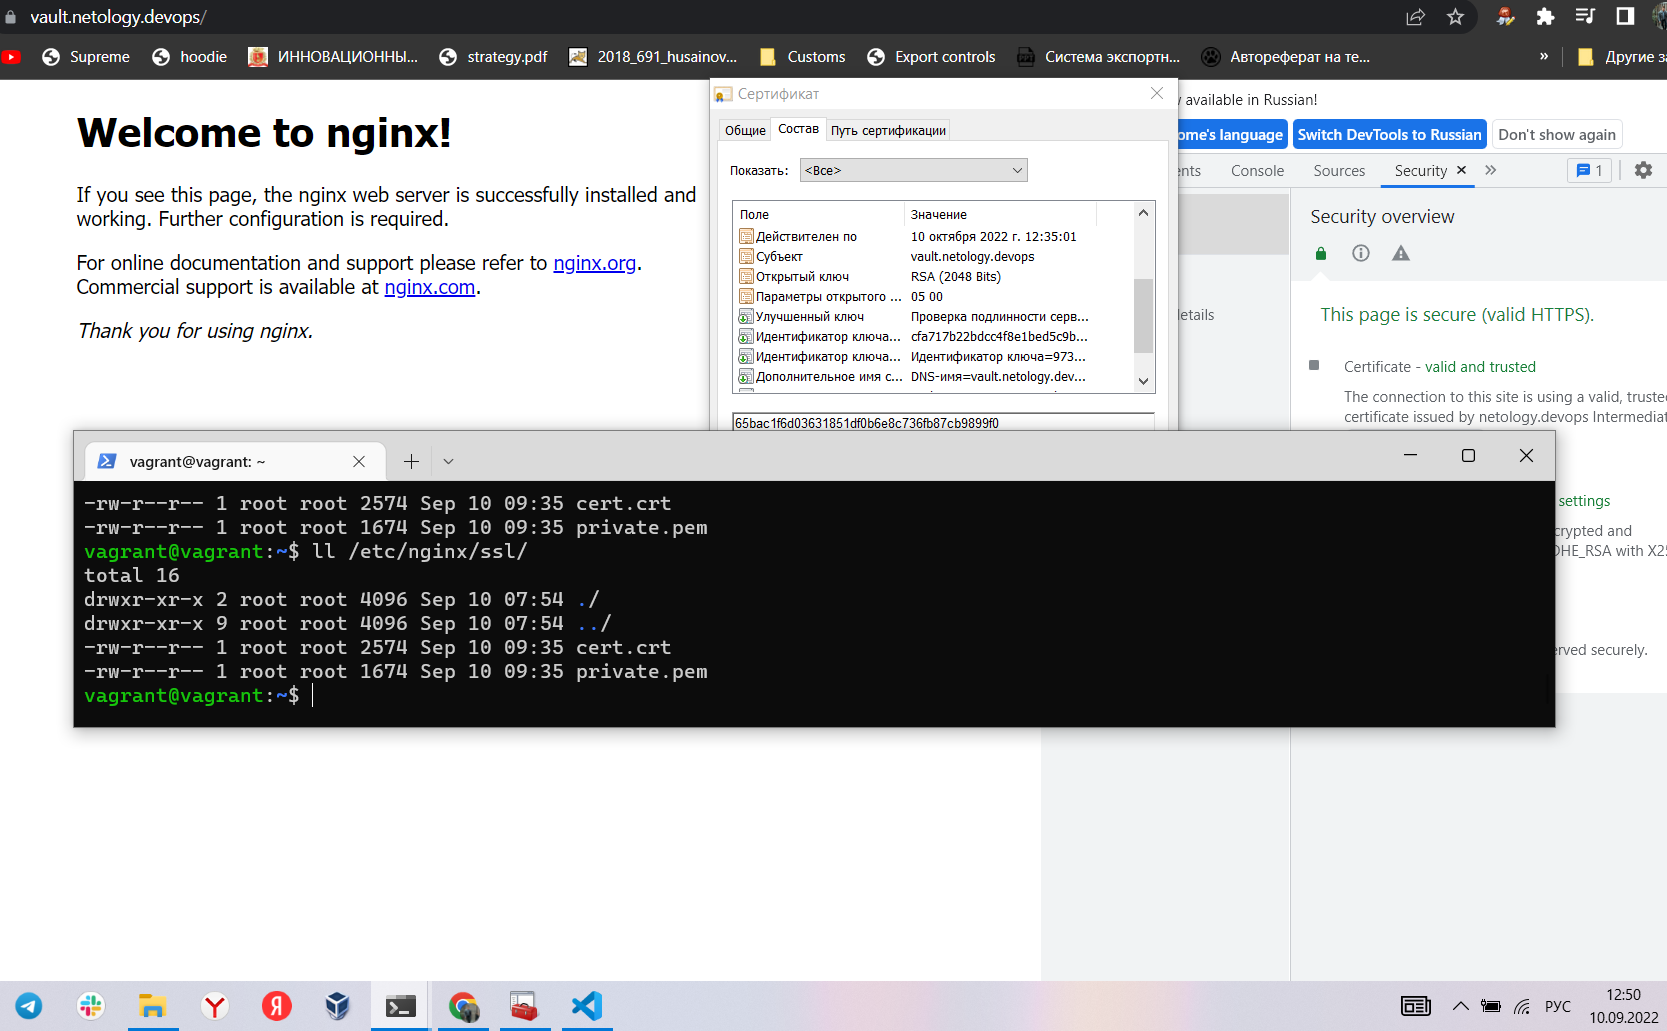 vault.netology.devops/
Supreme
hoodie
ИННОВАЦИОННЫ...
strategy.pdf
2018_691_husainov...
Customs
Export controls
Система экспортн...
Автореферат на те...
»
Другие за
Welcome to nginx!
If you see this page, the nginx web server is successfully installed and
working. Further configuration is required.
For online documentation and support please refer to nginx.org.
Commercial support is available at nginx.com.
Thank you for using nginx.
Сертификат
Общие
Состав
Путь сертификации
Показать:
<Все>
Поле
Значение
Действителен по
10 октября 2022 г. 12:35:01
Субъект
vault.netology.devops
Открытый ключ
RSA (2048 Bits)
Параметры открытого ...
05 00
Улучшенный ключ
Проверка подлинности серв...
Идентификатор ключа...
cfa717b22bdcc4f8e1bed5c9b...
Идентификатор ключа...
Идентификатор ключа=973...
Дополнительное имя с...
DNS-имя=vault.netology.dev...
65bac1f6d03631851df0b6e8c736fb87cb9899f0
available in Russian!
ome's language
Switch DevTools to Russian
Don't show again
ents
Console
Sources
Security
»
1
Security overview
This page is secure (valid HTTPS).
Certificate - valid and trusted
The connection to this site is using a valid, truste
certificate issued by netology.devops Intermediat
etails
settings
crypted and
DHE_RSA with X25
erved securely.
vagrant@vagrant: ~
-rw-r--r-- 1 root root 2574 Sep 10 09:35 cert.crt
-rw-r--r-- 1 root root 1674 Sep 10 09:35 private.pem
vagrant@vagrant:~$ ll /etc/nginx/ssl/
total 16
drwxr-xr-x 2 root root 4096 Sep 10 07:54 ./
drwxr-xr-x 9 root root 4096 Sep 10 07:54 ../
-rw-r--r-- 1 root root 2574 Sep 10 09:35 cert.crt
-rw-r--r-- 1 root root 1674 Sep 10 09:35 private.pem
vagrant@vagrant:~$
РУС
12:50
10.09.2022